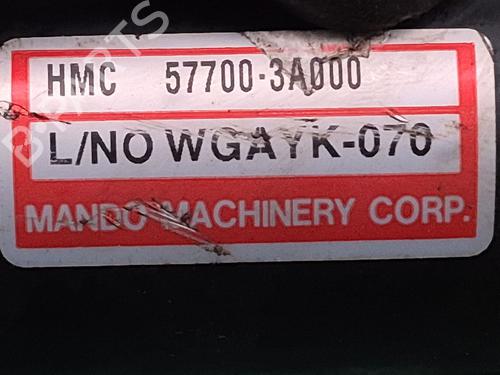 HMC 57700-3A000
L/NO WGAYK-070
MANDO MACHINERY CORP.